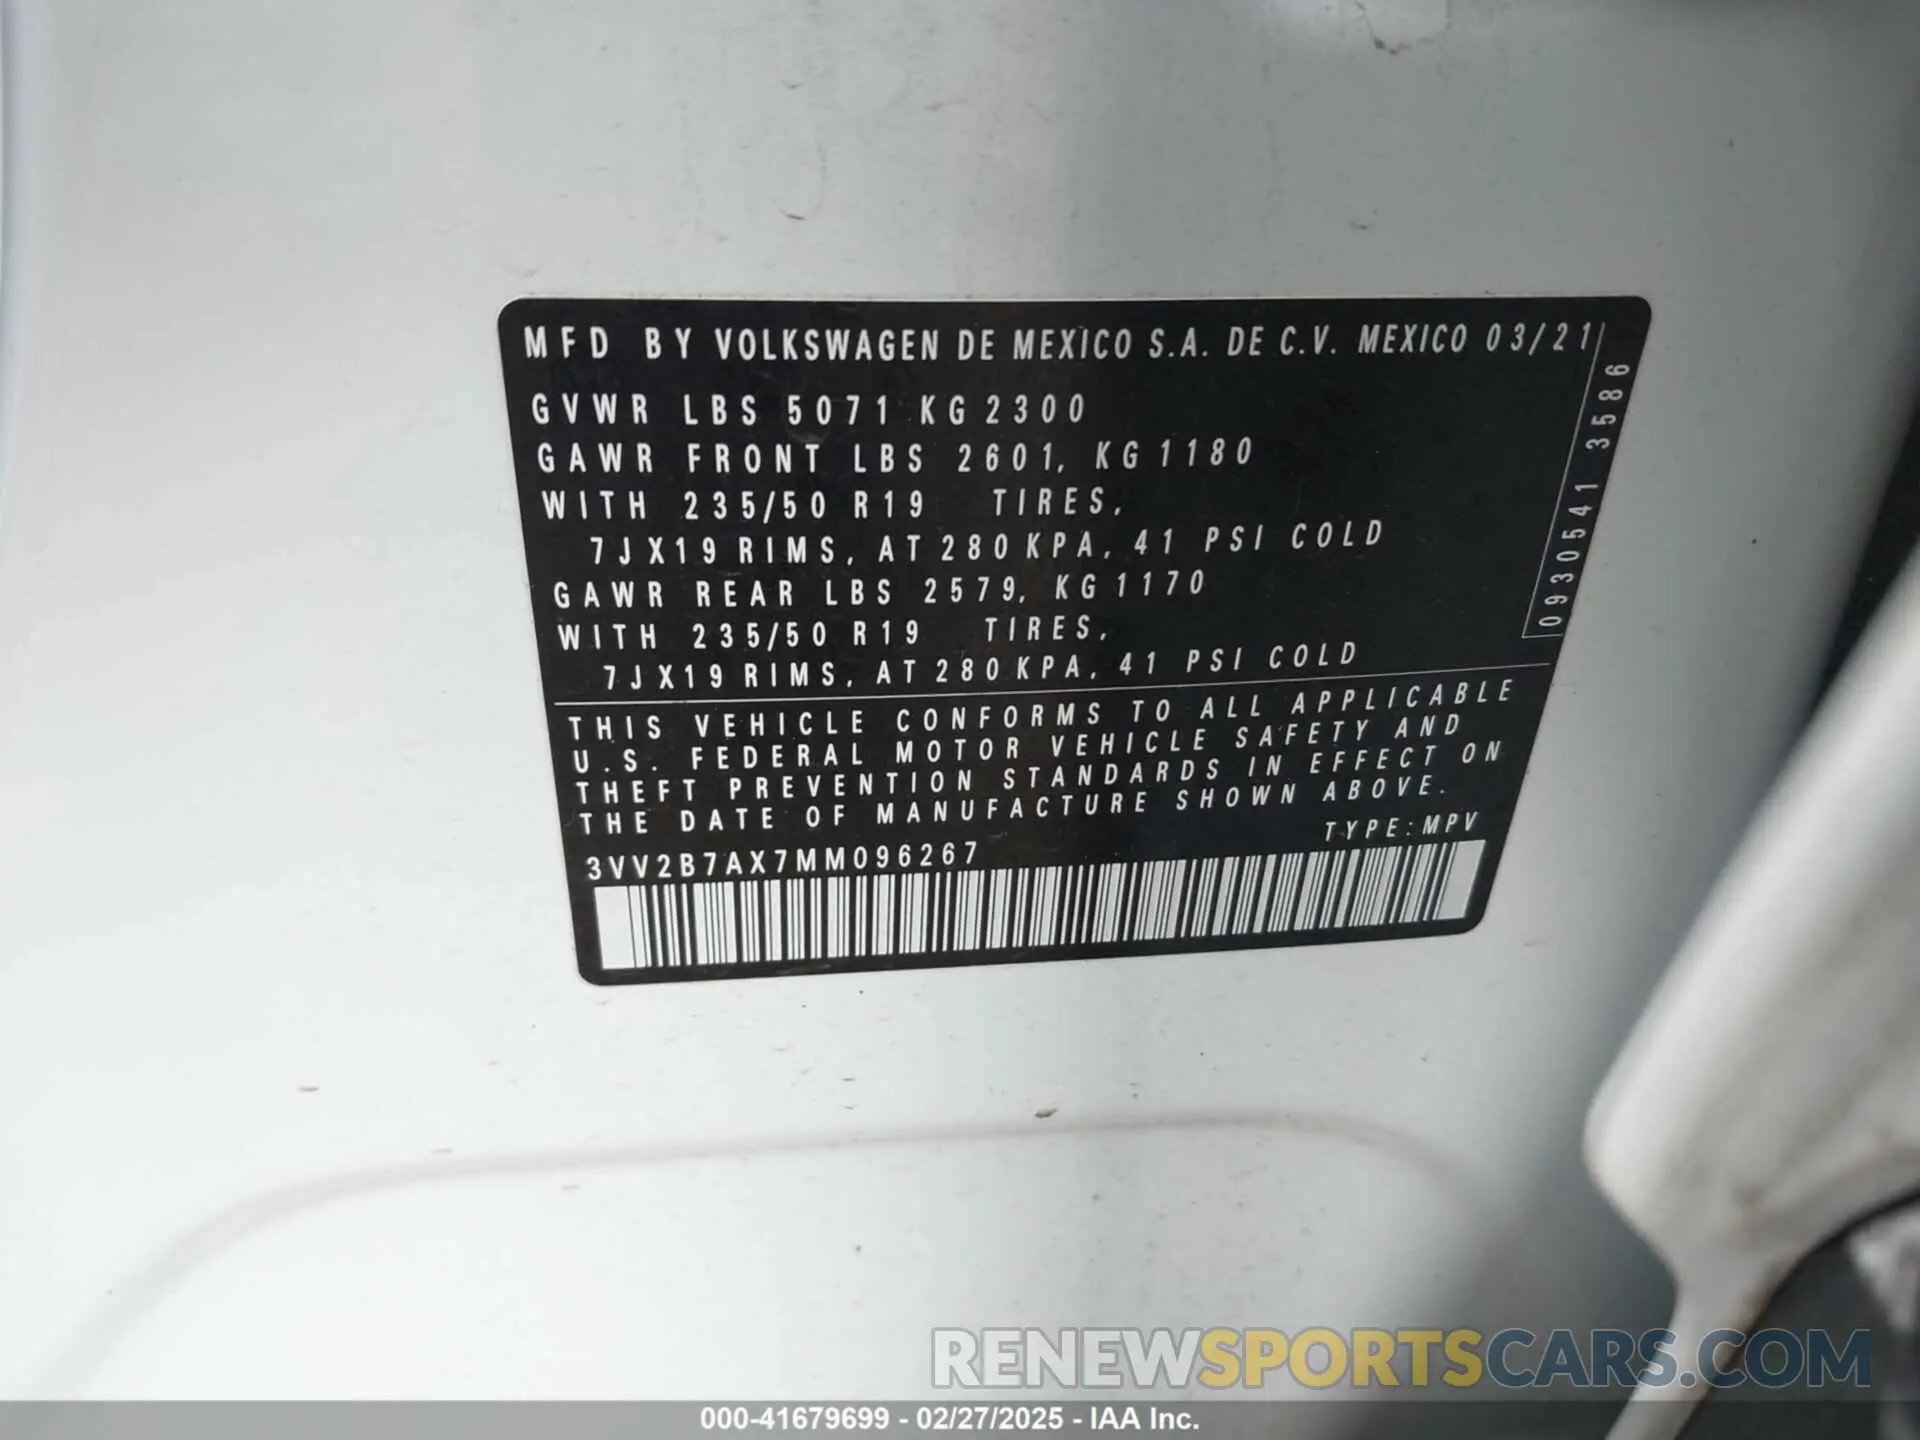 MFD BY VOLKSWAGEN DE MEXICO S.A. DE C.V. MEXICO 03/21
GVWR LBS 5071 KG 2300
GAWR FRONT LBS 2601, KG 1180
WITH 235/50 R19 TIRES,
7JX19 RIMS, AT 280 KPA, 41 PSI COLD
GAWR REAR LBS 2579, KG 1170
WITH 235/50 R19 TIRES,
7JX19 RIMS, AT 280 KPA, 41 PSI COLD
0930541 3586
THIS VEHICLE CONFORMS TO ALL APPLICABLE
U.S. FEDERAL MOTOR VEHICLE SAFETY AND
THEFT PREVENTION STANDARDS IN EFFECT ON
THE DATE OF MANUFACTURE SHOWN ABOVE.
TYPE: MPV
3VV2B7AX7MM096267
RENEWSPORTSCARS.COM
000-41679699 - 02/27/2025 - IAA Inc.